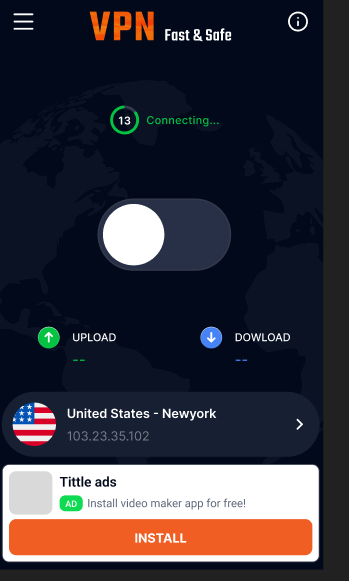 VPN Fast & Safe
13 Connecting...
UPLOAD DOWLOAD
-- --
United States - Newyork
103.23.35.102
Tittle ads
AD Install video maker app for free!
INSTALL